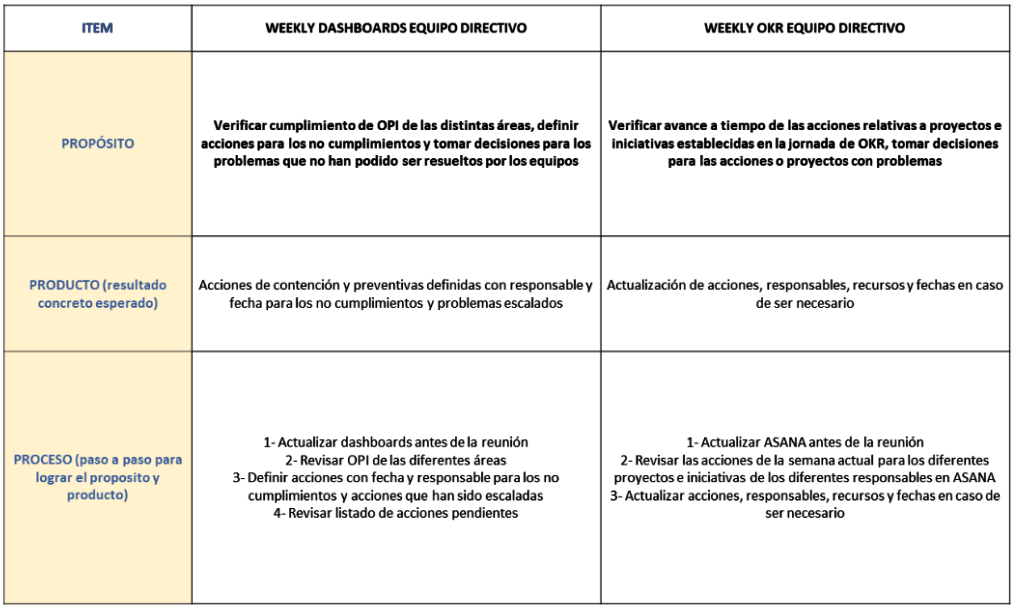 ITEM
WEEKLY DASHBOARDS EQUIPO DIRECTIVO
WEEKLY OKR EQUIPO DIRECTIVO
PROPÓSITO
Verificar cumplimiento de OPI de las distintas áreas, definir
acciones para los no cumplimientos y tomar decisiones para los
problemas que no han podido ser resueltos por los equipos
Verificar avance a tiempo de las acciones relativas a proyectos e
iniciativas establecidas en la jornada de OKR, tomar decisiones
para las acciones o proyectos con problemas
PRODUCTO (resultado
concreto esperado)
Acciones de contención y preventivas definidas con responsable y
fecha para los no cumplimientos y problemas escalados
Actualización de acciones, responsables, recursos y fechas en caso
de ser necesario
PROCESO (paso a paso para
lograr el proposito y
producto)
1- Actualizar dashboards antes de la reunión
2- Revisar OPI de las diferentes áreas
3- Definir acciones con fecha y responsable para los no
cumplimientos y acciones que han sido escaladas
4- Revisar listado de acciones pendientes
1- Actualizar ASANA antes de la reunión
2- Revisar las acciones de la semana actual para los diferentes
proyectos e iniciativas de los diferentes responsables en ASANA
3- Actualizar acciones, responsables, recursos y fechas en caso de
ser necesario